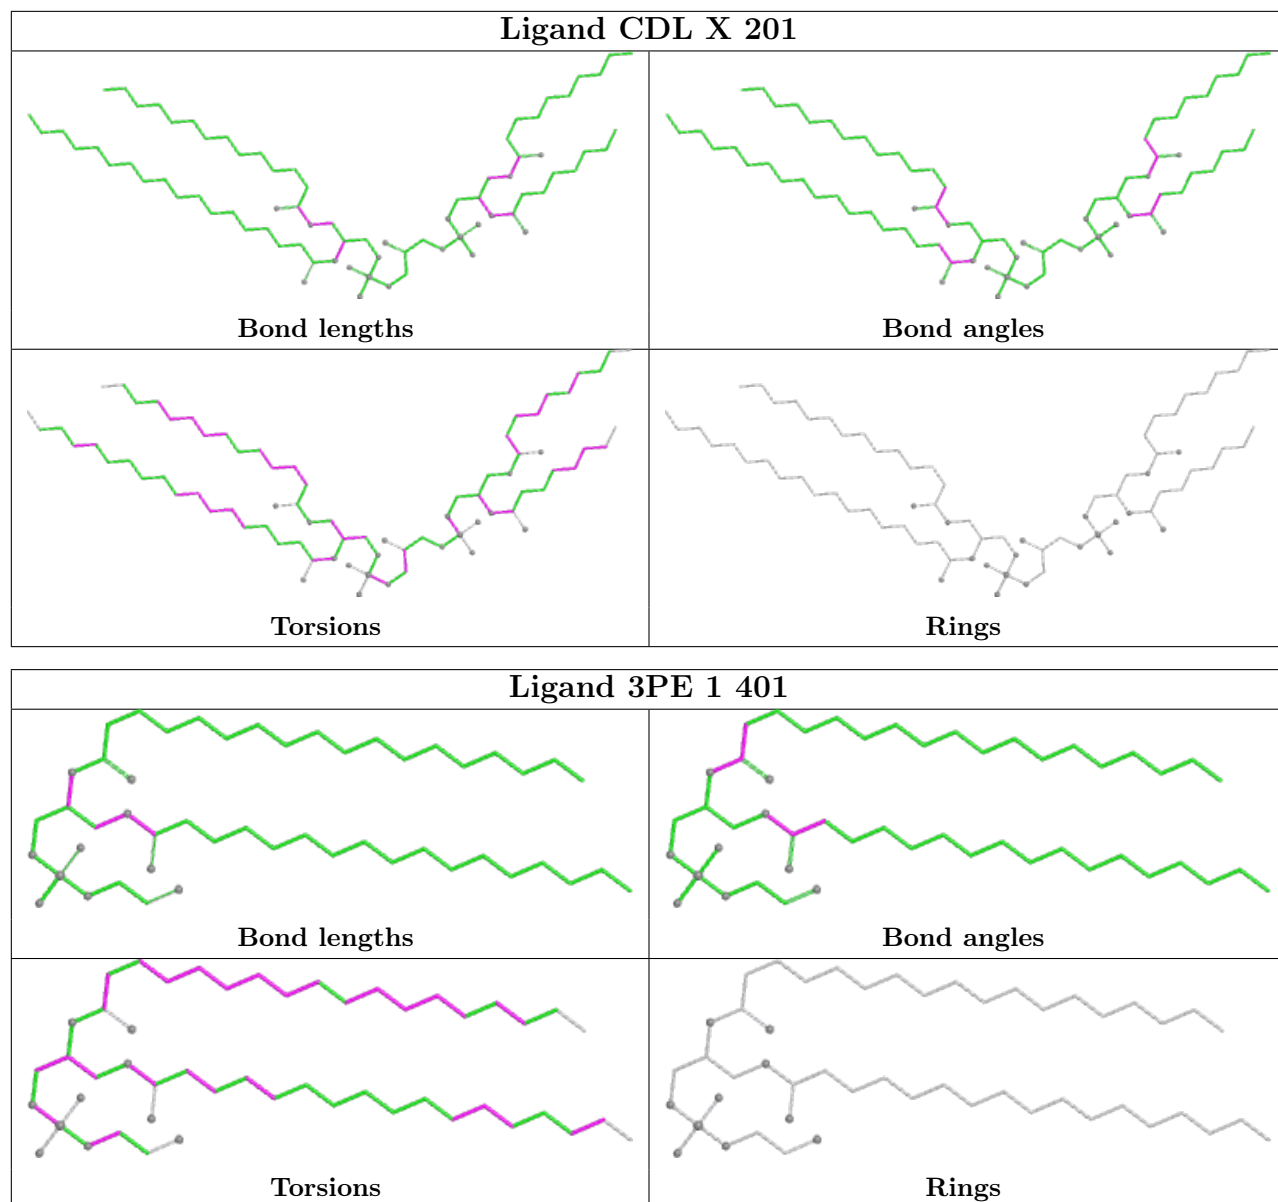 Ligand CDL X 201
Bond lengths
Bond angles
Torsions
Rings
Ligand 3PE 1 401
Bond lengths
Bond angles
Torsions
Rings